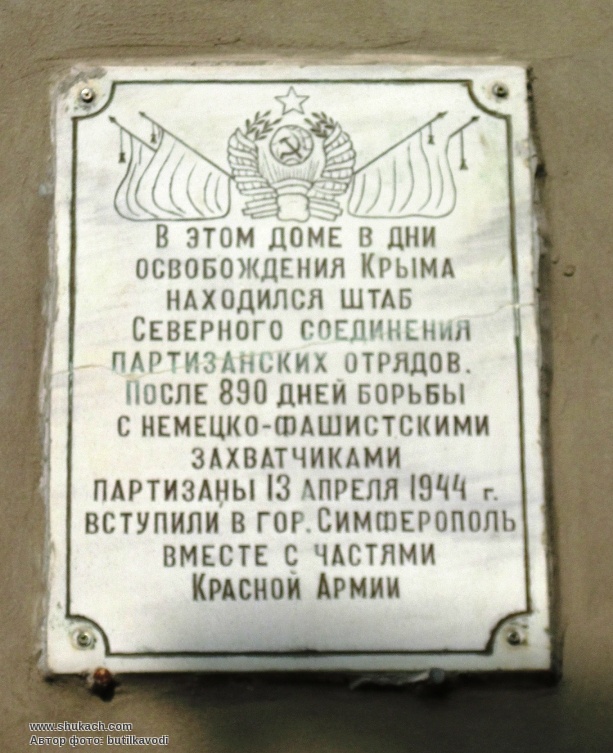 В ЭТОМ ДОМЕ В ДНИ
ОСВОБОЖДЕНИЯ КРЫМА
НАХОДИЛСЯ ШТАБ
СЕВЕРНОГО СОЕДИНЕНИЯ
ПАРТИЗАНСКИХ ОТРЯДОВ.
ПОСЛЕ 890 ДНЕЙ БОРЬБЫ
С НЕМЕЦКО-ФАШИСТСКИМИ
ЗАХВАТЧИКАМИ
ПАРТИЗАНЫ 13 АПРЕЛЯ 1944 г.
ВСТУПИЛИ В ГОР. СИМФЕРОПОЛЬ
ВМЕСТЕ С ЧАСТЯМИ
КРАСНОЙ АРМИИ
www.shukach.com
Автор фото: butilkavodi